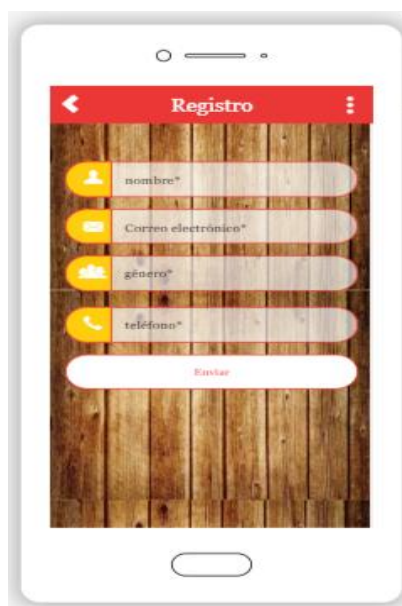 Registro
nombre*
Correo electrónico*
género*
teléfono*
Enviar